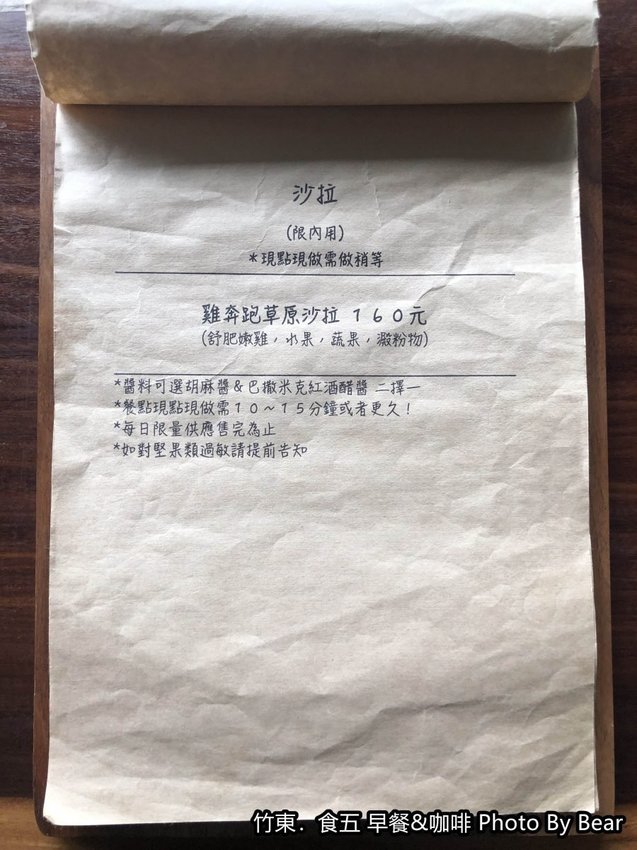 沙拉
(限內用)
*現點現做需做稍等
雞奔跑草原沙拉 １６０元
(舒肥嫩雞，水果，蔬果，澱粉物)
*醬料可選胡麻醬＆巴撒米克紅酒醋醬 二擇一
*餐點現點現做需１０～１５分鐘或者更久！
*每日限量供應售完為止
*如對堅果類過敏請提前告知
竹東．食五 早餐&咖啡 Photo By Bear